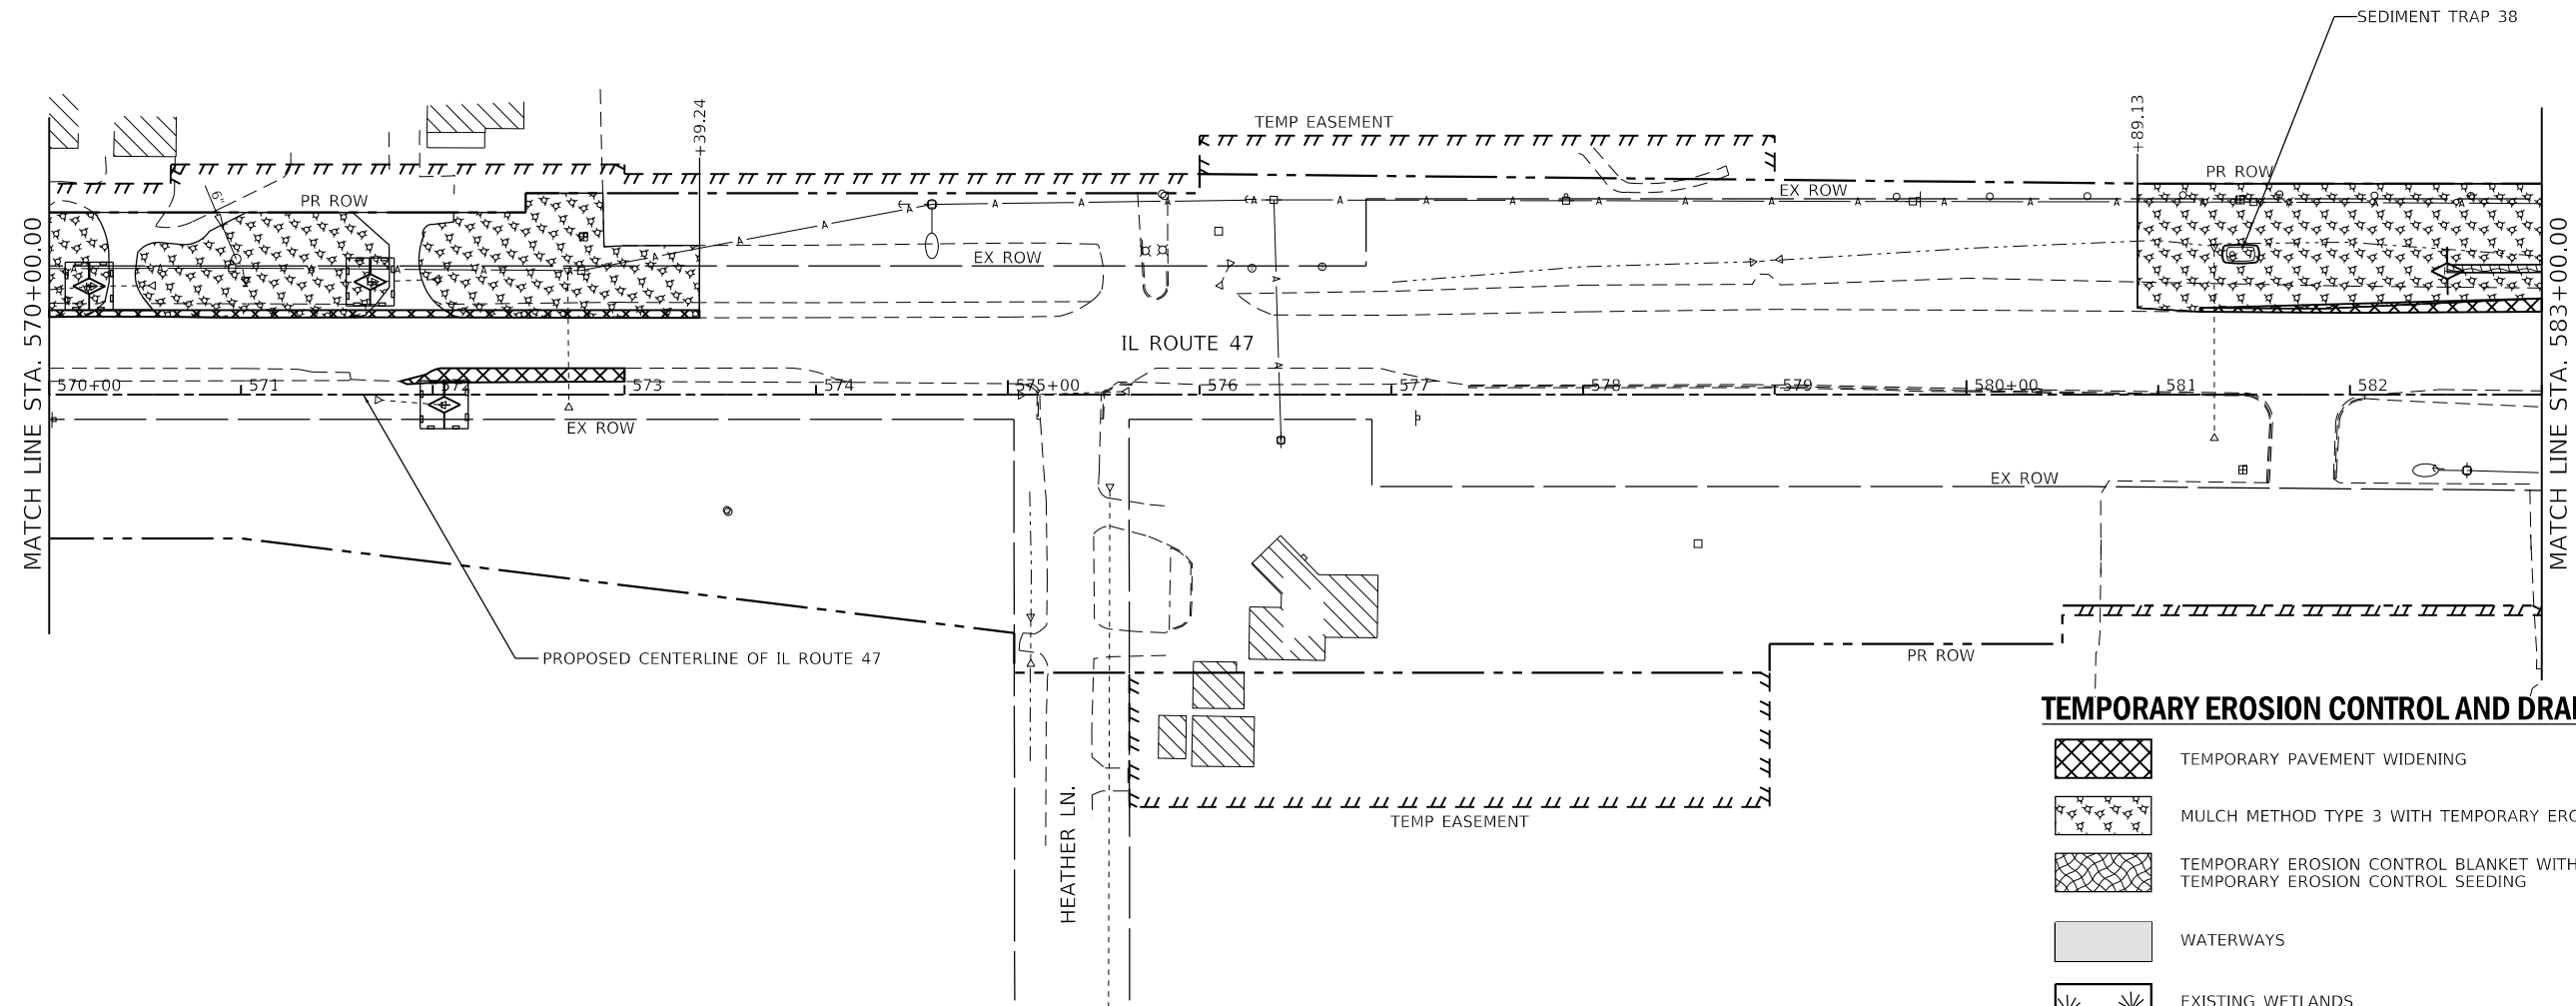 SEDIMENT TRAP 38
+39.24
+89.13
TEMP EASEMENT
PR ROW
EX ROW
PR ROW
6"
A A A A A A A A A A A A A A A A A A A
EX ROW
MATCH LINE STA. 570+00.00
MATCH LINE STA. 583+00.00
IL ROUTE 47
570+00 571 572 573 574 575+00 576 577 578 579 580+00 581 582
EX ROW
EX ROW
PROPOSED CENTERLINE OF IL ROUTE 47
PR ROW
HEATHER LN.
TEMP EASEMENT
TEMPORARY EROSION CONTROL AND DRAI
TEMPORARY PAVEMENT WIDENING
MULCH METHOD TYPE 3 WITH TEMPORARY ERO
TEMPORARY EROSION CONTROL BLANKET WITH
TEMPORARY EROSION CONTROL SEEDING
WATERWAYS
EXISTING WETLANDS